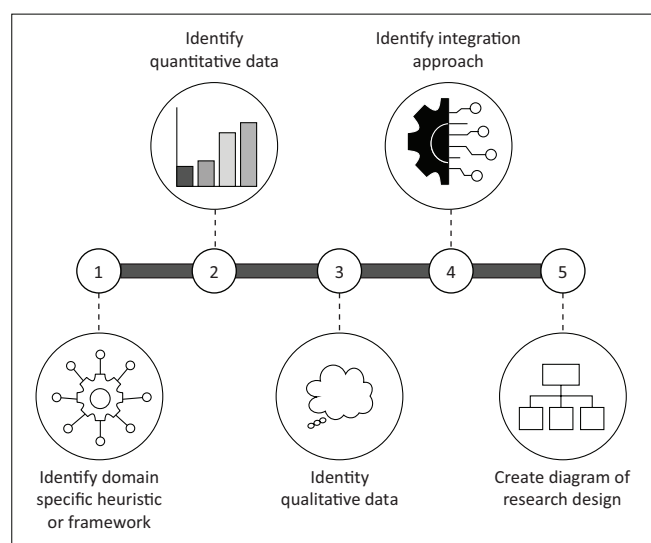 Identify
quantitative data
Identify integration
approach
1
2
3
4
5
Identify domain
specific heuristic
or framework
Identity
qualitative data
Create diagram of
research design